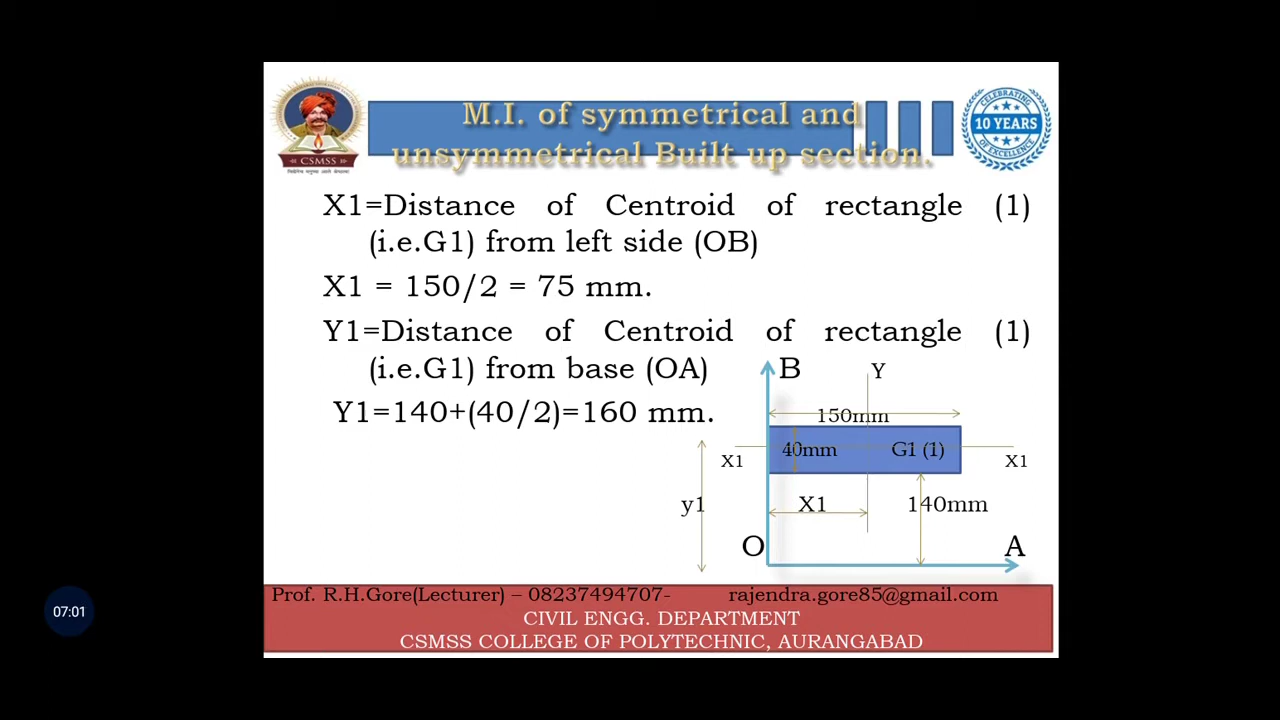 M.I. of symmetrical and
unsymmetrical Built up section.
CSMSS
CELEBRATING
10 YEARS
OF EXCELLENCE
X1=Distance of Centroid of rectangle (1)
(i.e.G1) from left side (OB)
X1 = 150/2 = 75 mm.
Y1=Distance of Centroid of rectangle (1)
(i.e.G1) from base (OA)
Y1=140+(40/2)=160 mm.
B
Y
150mm
40mm
G1 (1)
X1
X1
y1
X1
140mm
O
A
07:01
Prof. R.H.Gore(Lecturer) – 08237494707- rajendra.gore85@gmail.com
CIVIL ENGG. DEPARTMENT
CSMSS COLLEGE OF POLYTECHNIC, AURANGABAD